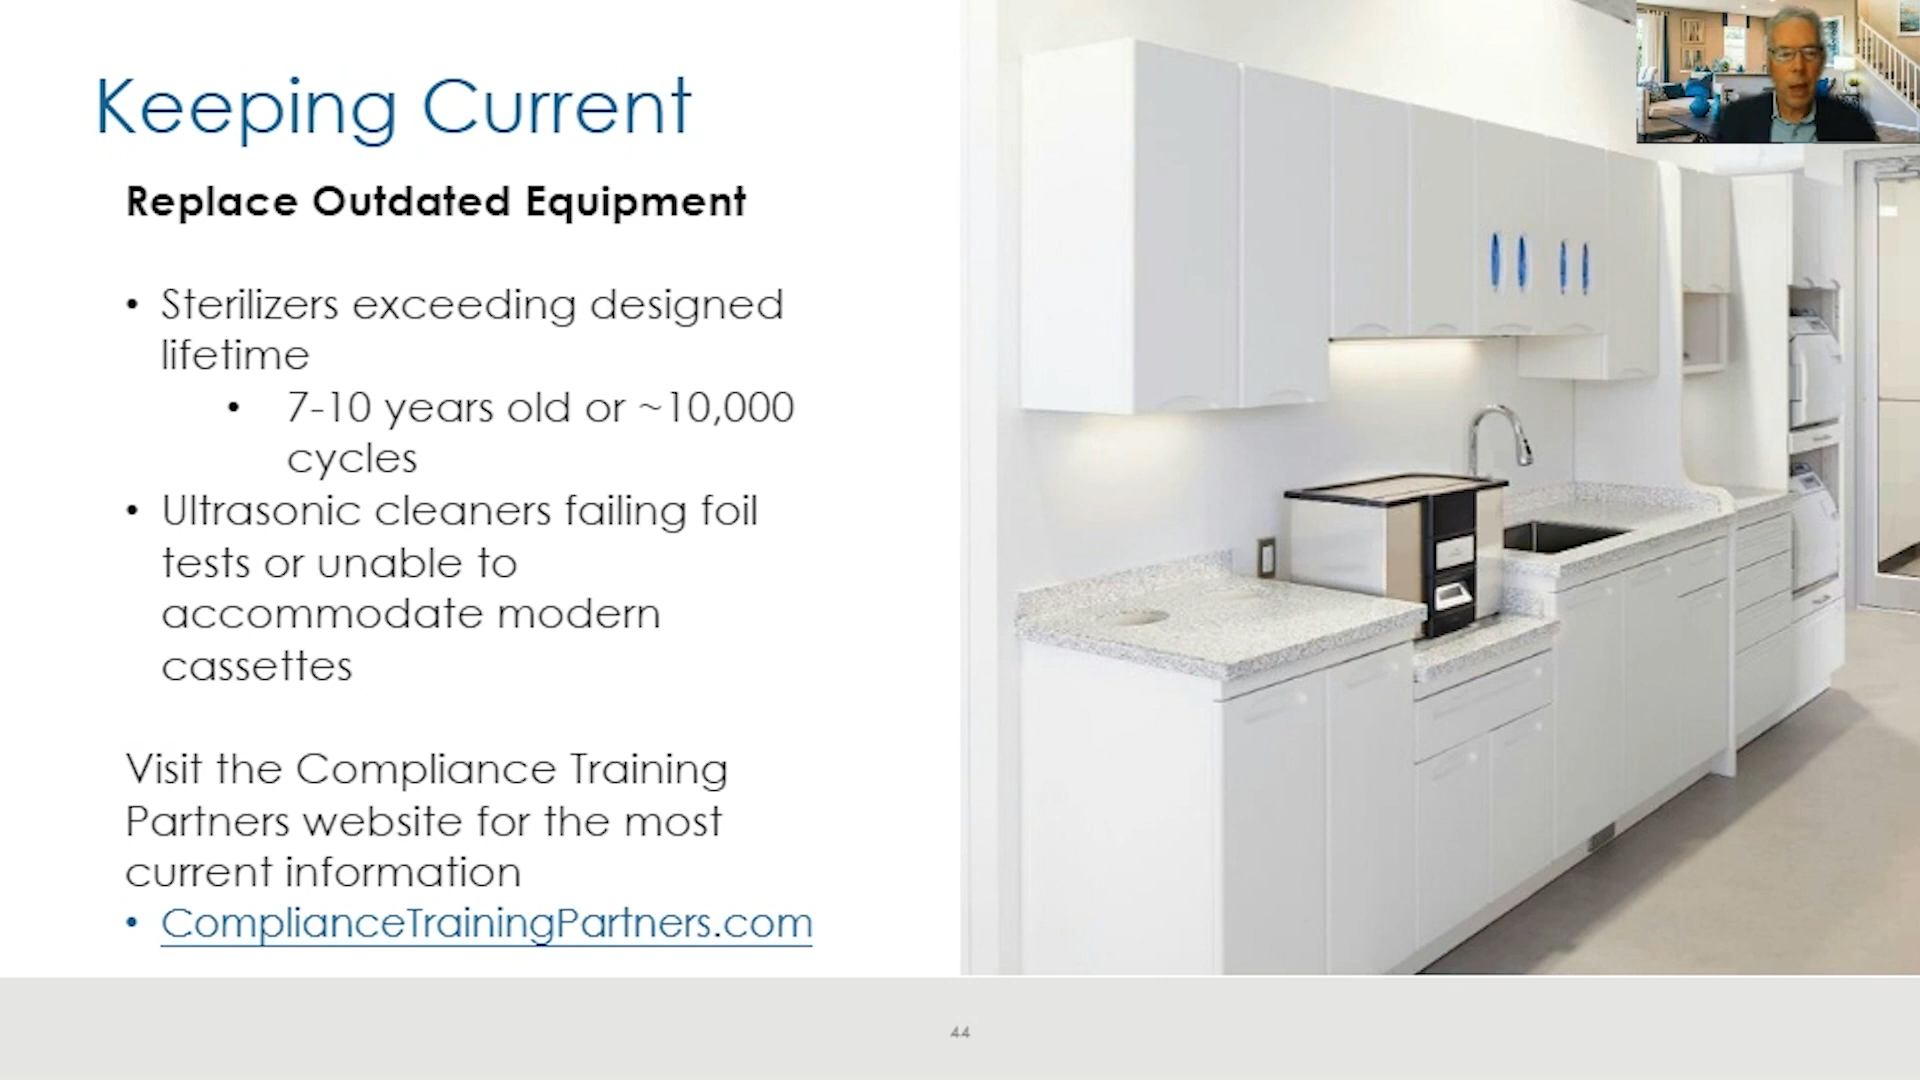 Keeping Current
Replace Outdated Equipment
• Sterilizers exceeding designed
lifetime
• 7-10 years old or ~10,000
cycles
• Ultrasonic cleaners failing foil
tests or unable to
accommodate modern
cassettes
Visit the Compliance Training
Partners website for the most
current information
• ComplianceTrainingPartners.com
44